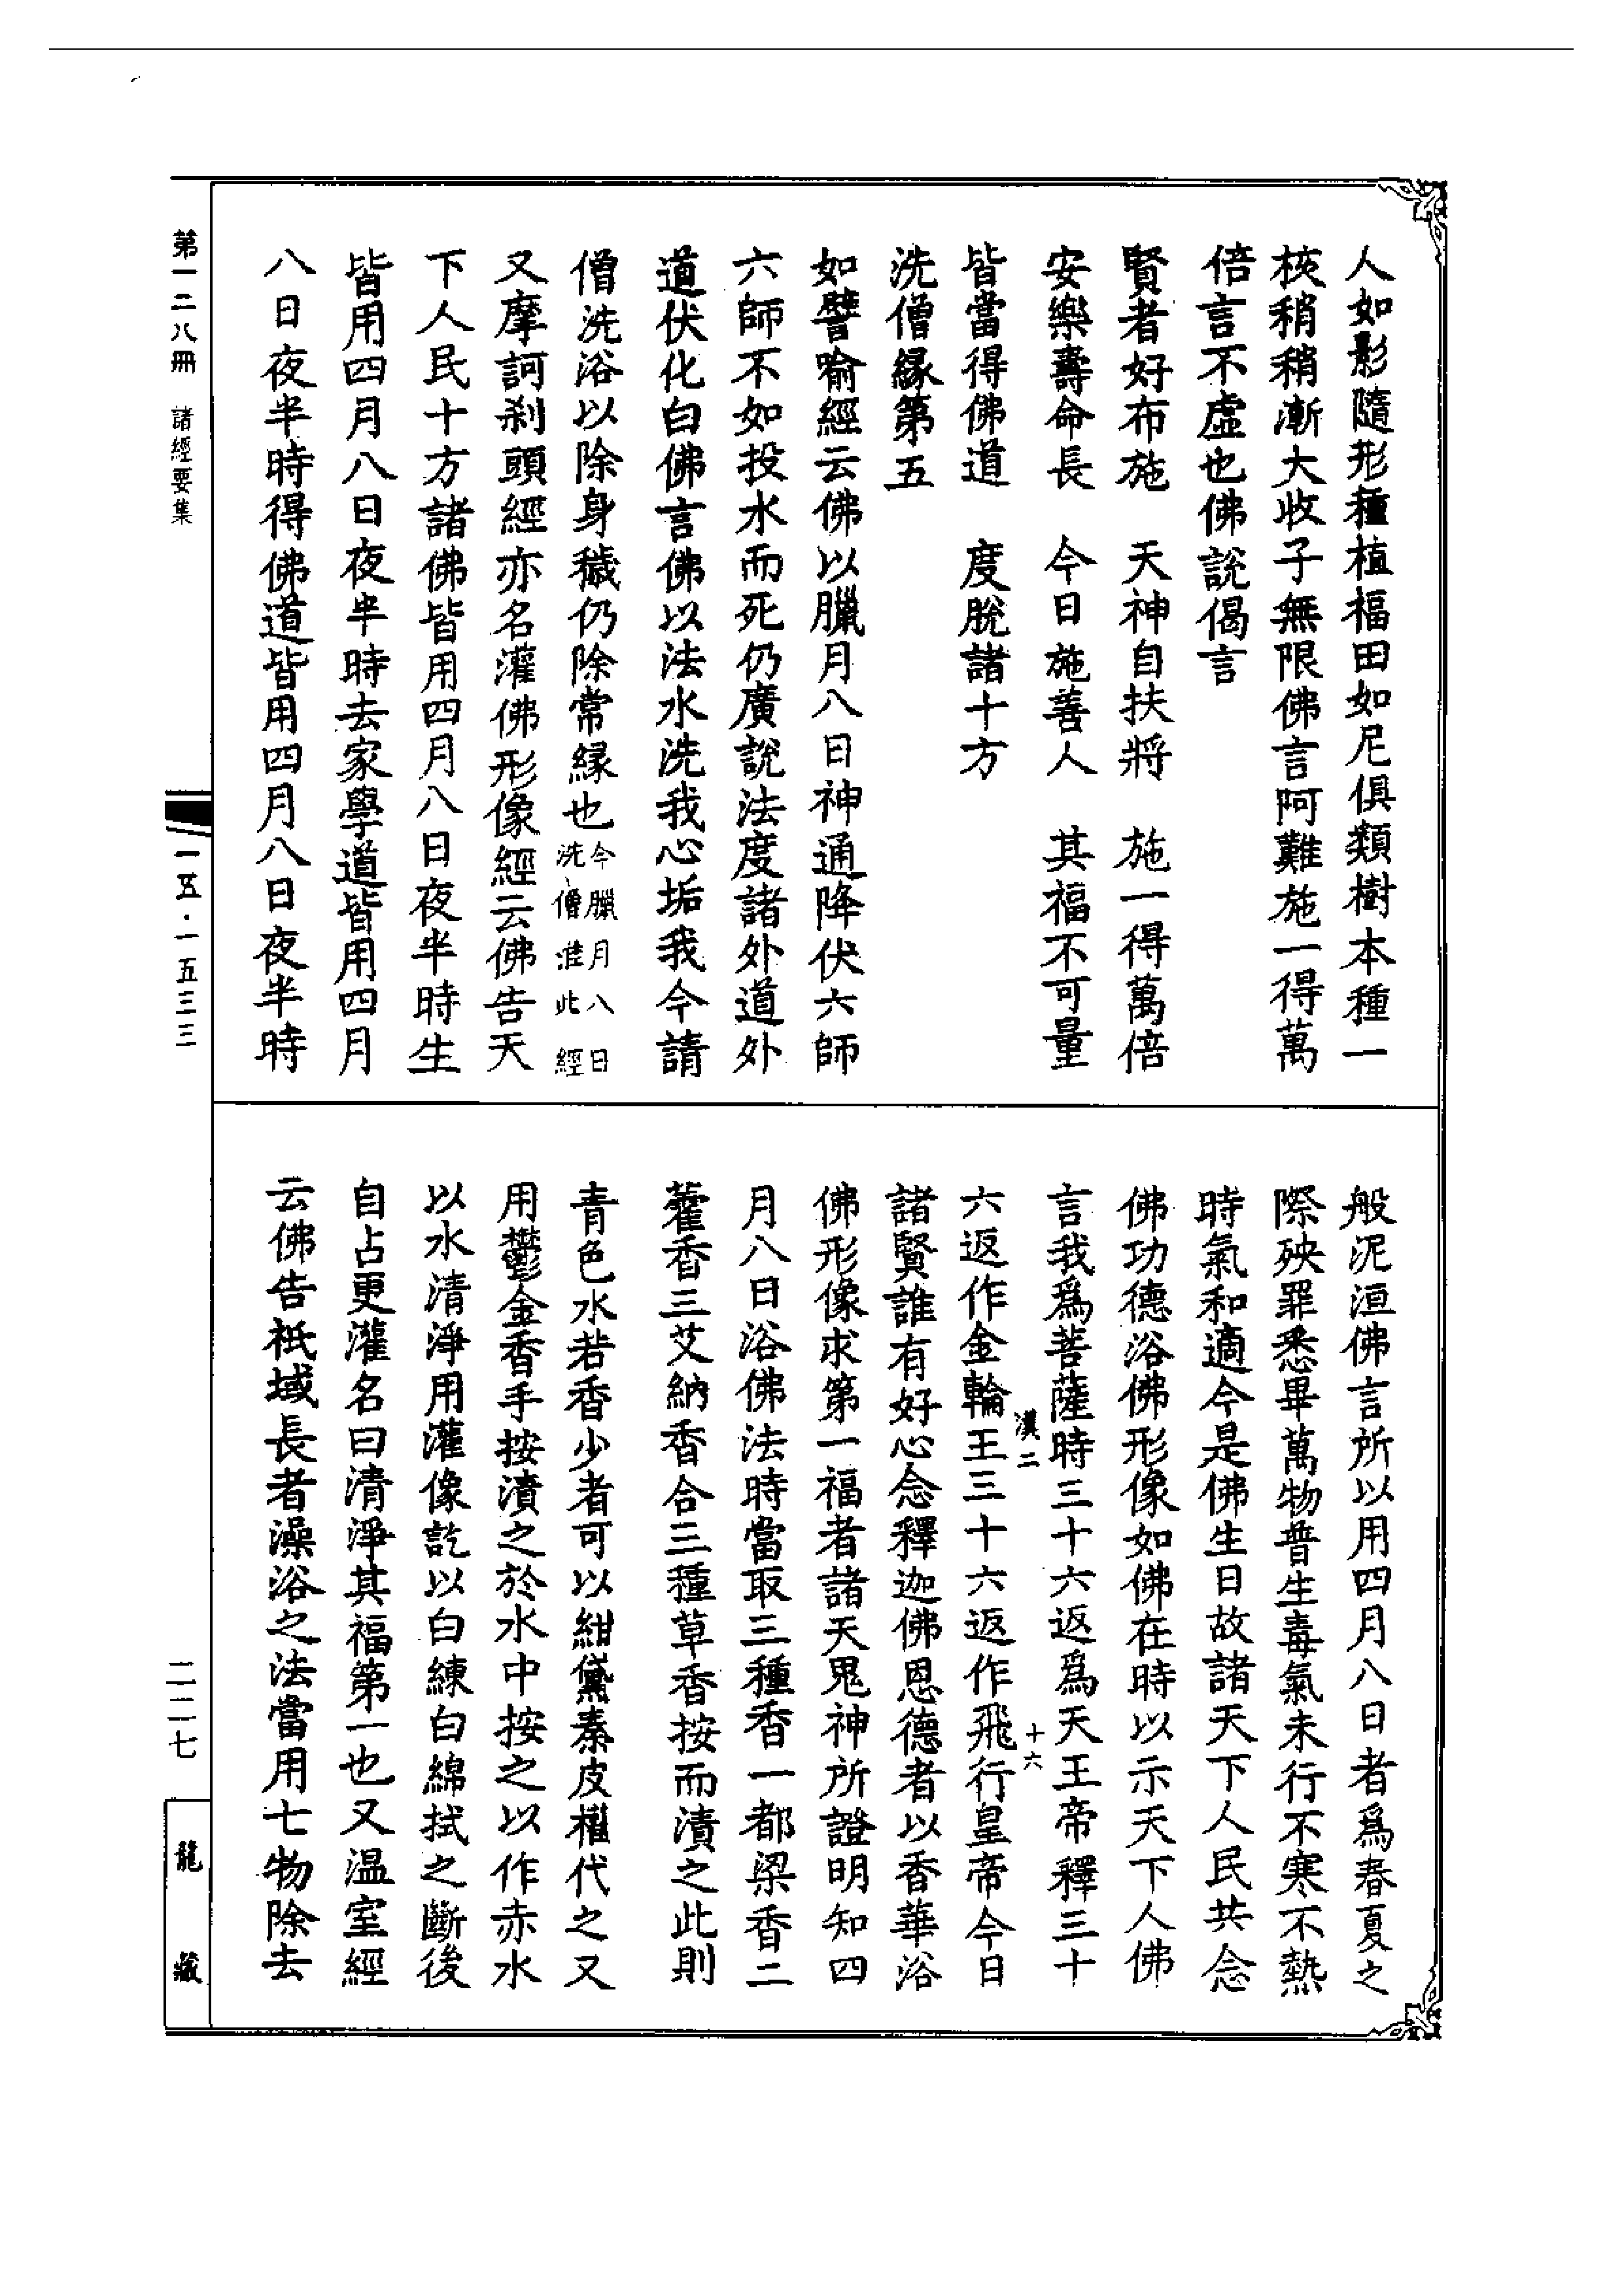 人如影隨形種植福田如尼俱類樹本種一
核稍稍漸大收子無限佛言阿難施一得萬
倍言不虛也佛說偈言
賢者好布施　天神自扶將　施一得萬倍
安樂壽命長　今日施善人　其福不可量
皆當得佛道　度脫諸十方
洗僧緣第五
如譬喻經云佛以臘月八日神通降伏六師
六師不如投水而死仍廣說法度諸外道外
道伏化白佛言佛以法水洗我心垢我今請
僧洗浴以除身穢仍除常緣也今臘月八日
洗僧准此經
又摩訶剎頭經亦名灌佛形像經云佛告天
下人民十方諸佛皆用四月八日夜半時生
皆用四月八日夜半時去家學道皆用四月
八日夜半時得佛道皆用四月八日夜半時
般泥洹佛言所以用四月八日者爲春夏之
際殃罪悉畢萬物普生毒氣未行不寒不熱
時氣和適今是佛生日故諸天下人民共念
佛功德浴佛形像如佛在時以示天下人佛
言我爲菩薩時三十六返爲天王帝釋三十
六返作金輪王三十六返作飛行皇帝今日
漢二
十六
諸賢誰有好心念釋迦佛恩德者以香華浴
佛形像求第一福者諸天鬼神所證明知四
月八日浴佛法時當取三種香一都梁香二
藿香三艾納香合三種草香按而漬之此則
青色水若香少者可以紺黛秦皮權代之又
用鬱金香手按漬之於水中按之以作赤水
以水清淨用灌像訖以白練白綿拭之斷後
自占更灌名曰清淨其福第一也又溫室經
云佛告祇域長者澡浴之法當用七物除去
第一二八冊　諸經要集
一五·一五三三
二二七
龍藏